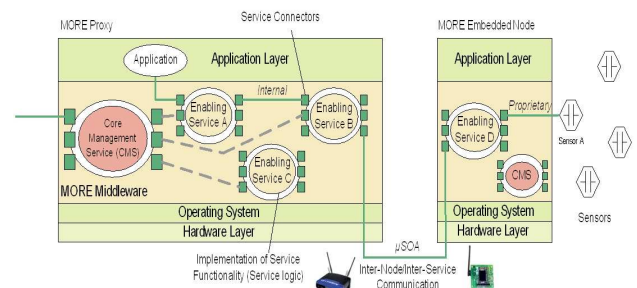 MORE Proxy
Service Connectors
MORE Embedded Node
Application Layer
Application
Internal
Core
Management
Service (CMS)
Enabling
Service A
Enabling
Service B
Enabling
Service C
MORE Middleware
Operating System
Hardware Layer
Implementation of Service
Functionality (Service logic)
µSOA
Inter-Node/Inter-Service
Communication
Application Layer
Proprietary
Enabling
Service D
CMS
Operating System
Hardware Layer
Sensor A
Sensors